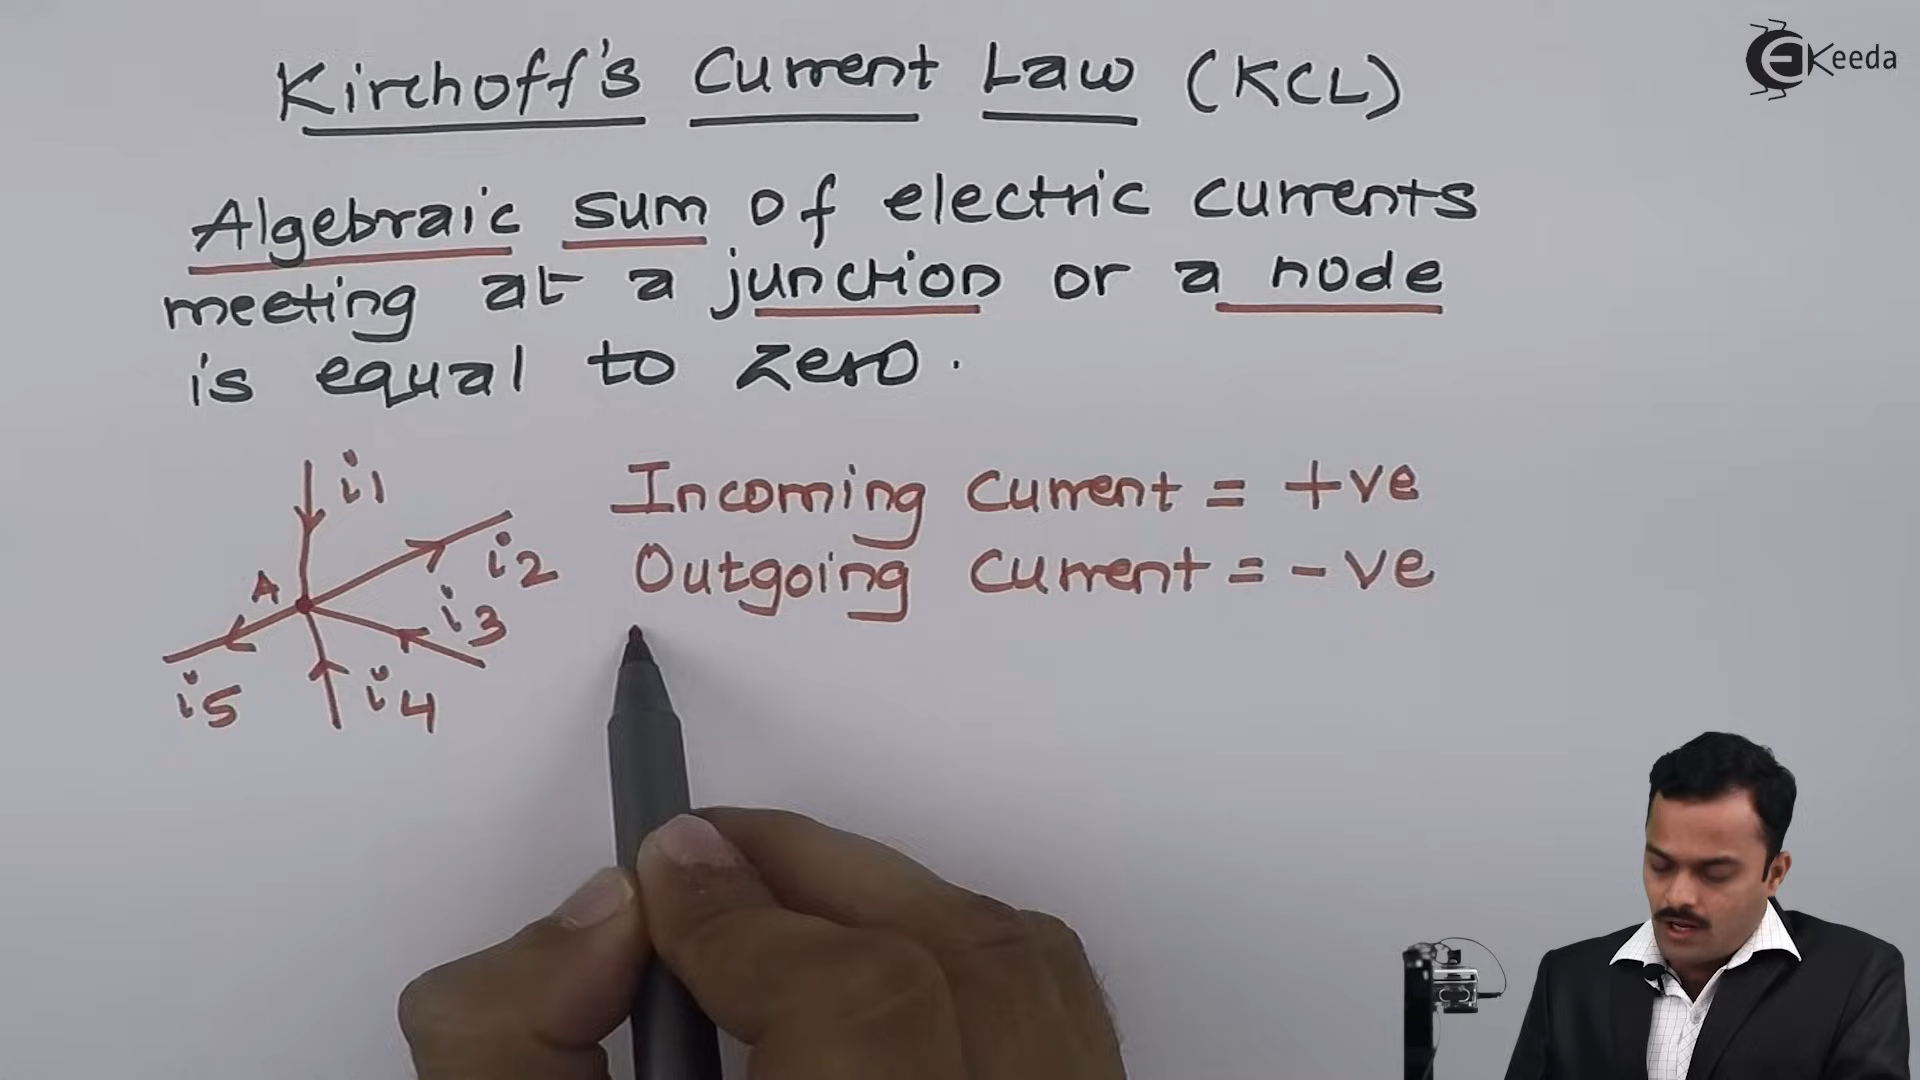 Kirchoff's Current Law (KCL)
Algebraic sum of electric currents
meeting at a junction or a node
is equal to zero.
i1
i2
A
i3
i5
i4
Incoming current = +ve
Outgoing current = -ve
Ekeeda